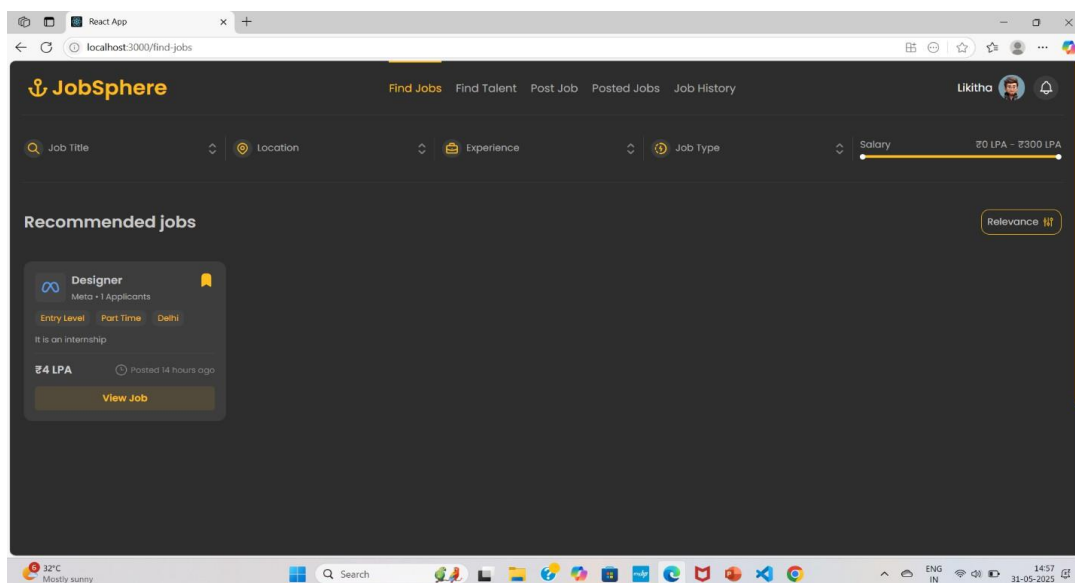 React App
localhost:3000/find-jobs
JobSphere
Find Jobs Find Talent Post Job Posted Jobs Job History
Likitha
Job Title
Location
Experience
Job Type
Salary ₹0 LPA - ₹300 LPA
Recommended jobs
Relevance
Designer
Meta • 1 Applicants
Entry Level Part Time Delhi
It is an internship
₹4 LPA Posted 14 hours ago
View Job
6
32°C
Mostly sunny
Search
ENG
IN
14:57
31-05-2025